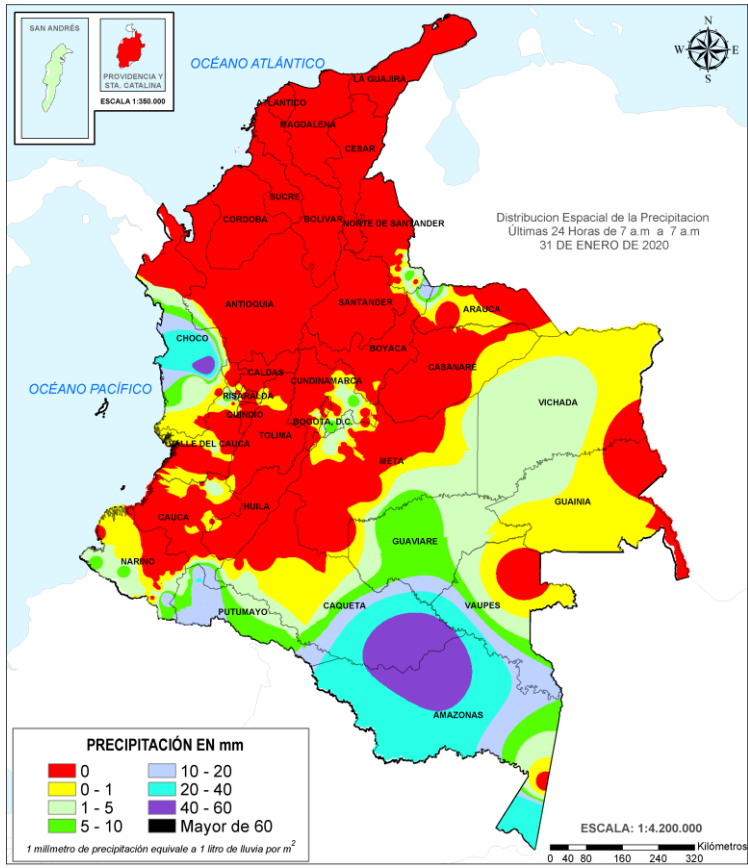 SAN ANDRÉS
PROVIDENCIA Y
STA. CATALINA
ESCALA 1:350.000
OCÉANO ATLÁNTICO
N
W
E
S
LA GUAJIRA
ATLANTICO
MAGDALENA
CESAR
SUCRE
CORDOBA
BOLIVAR
NORTE DE SANTANDER
Distribucion Espacial de la Precipitacion
Últimas 24 Horas de 7 a.m a 7 a.m
31 DE ENERO DE 2020
ANTIOQUIA
SANTANDER
ARAUCA
CHOCO
BOYACA
CASANARE
CALDAS
CUNDINAMARCA
OCÉANO PACÍFICO
RISARALDA
VICHADA
QUINDIO
BOGOTA, D.C.
TOLIMA
VALLE DEL CAUCA
META
GUAINIA
HUILA
CAUCA
GUAVIARE
NARIÑO
CAQUETA
VAUPES
PUTUMAYO
AMAZONAS
PRECIPITACIÓN EN mm
0
10 - 20
0 - 1
20 - 40
1 - 5
40 - 60
5 - 10
Mayor de 60
1 milímetro de precipitación equivale a 1 litro de lluvia por m2
ESCALA: 1:4.200.000
Kilómetros
0 40 80 160 240 320